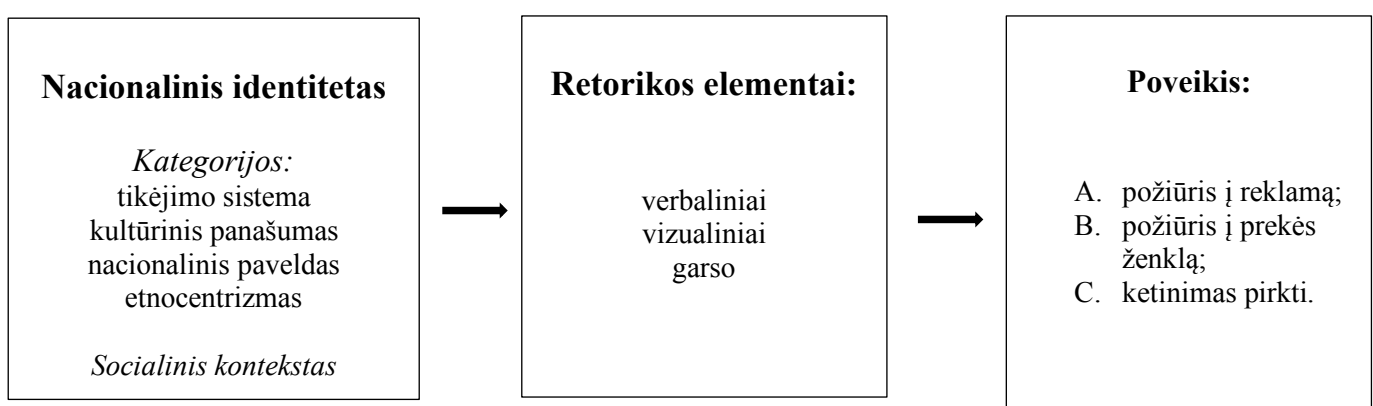 Nacionalinis identitetas
Kategorijos:
tikėjimo sistema
kultūrinis panašumas
nacionalinis paveldas
etnocentrizmas
Socialinis kontekstas
Retorikos elementai:
verbaliniai
vizualiniai
garso
Poveikis:
A. požiūris į reklamą;
B. požiūris į prekės
ženklą;
C. ketinimas pirkti.